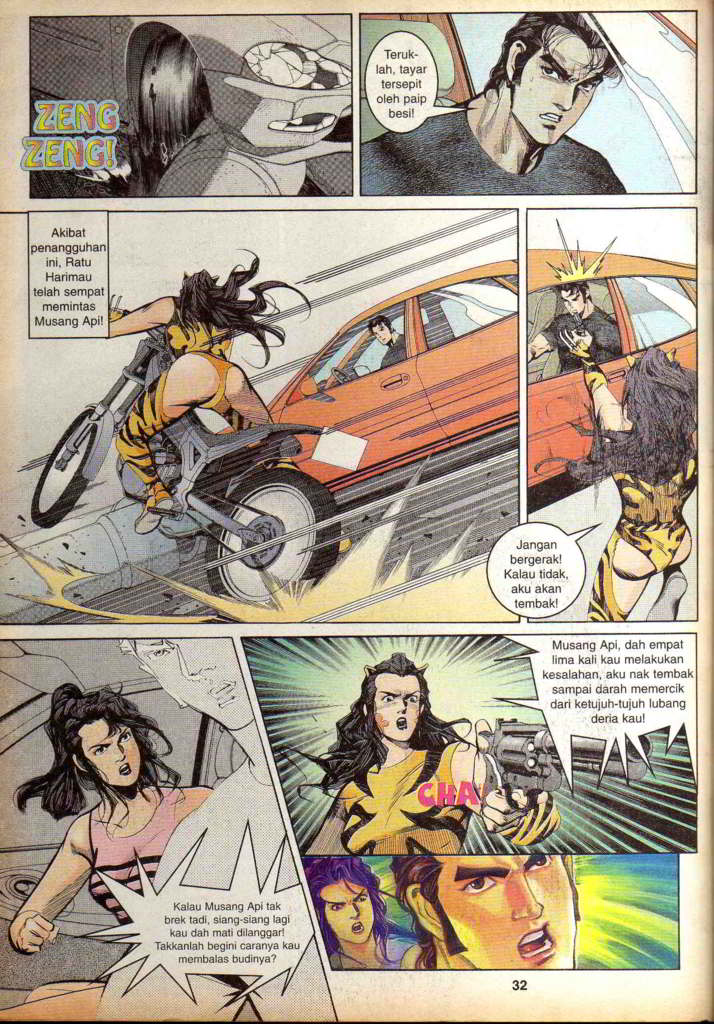 ZENG
ZENG!
Teruk-
lah, tayar
tersepit
oleh paip
besi!
Akibat
penangguhan
ini, Ratu
Harimau
telah sempat
memintas
Musang Api!
Jangan
bergerak!
Kalau tidak,
aku akan
tembak!
Musang Api, dah empat
lima kali kau melakukan
kesalahan, aku nak tembak
sampai darah memercik
dari ketujuh-tujuh lubang
deria kau!
CHA
Kalau Musang Api tak
brek tadi, siang-siang lagi
kau dah mati dilanggar!
Takkanlah begini caranya kau
membalas budinya?
32